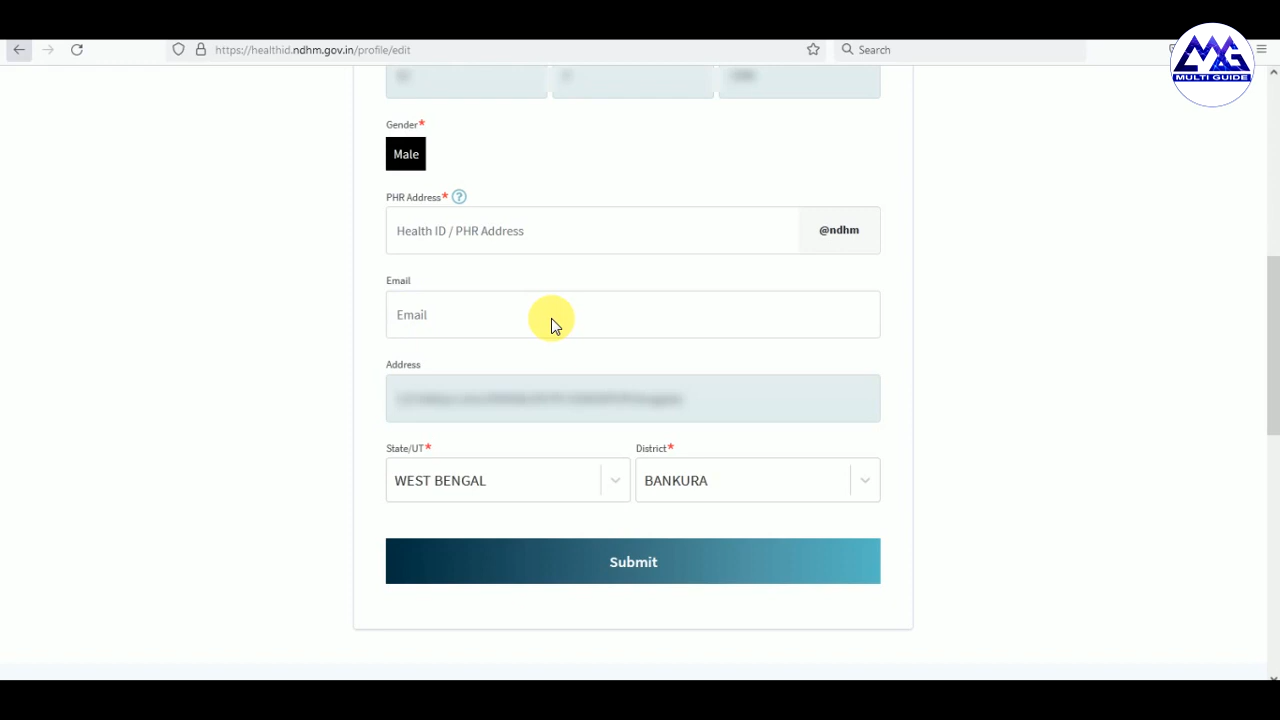 https://healthid.ndhm.gov.in/profile/edit
Search
MULTI GUIDE
Gender*
Male
PHR Address* ?
Health ID / PHR Address
@ndhm
Email
Email
Address
State/UT* District*
WEST BENGAL BANKURA
Submit